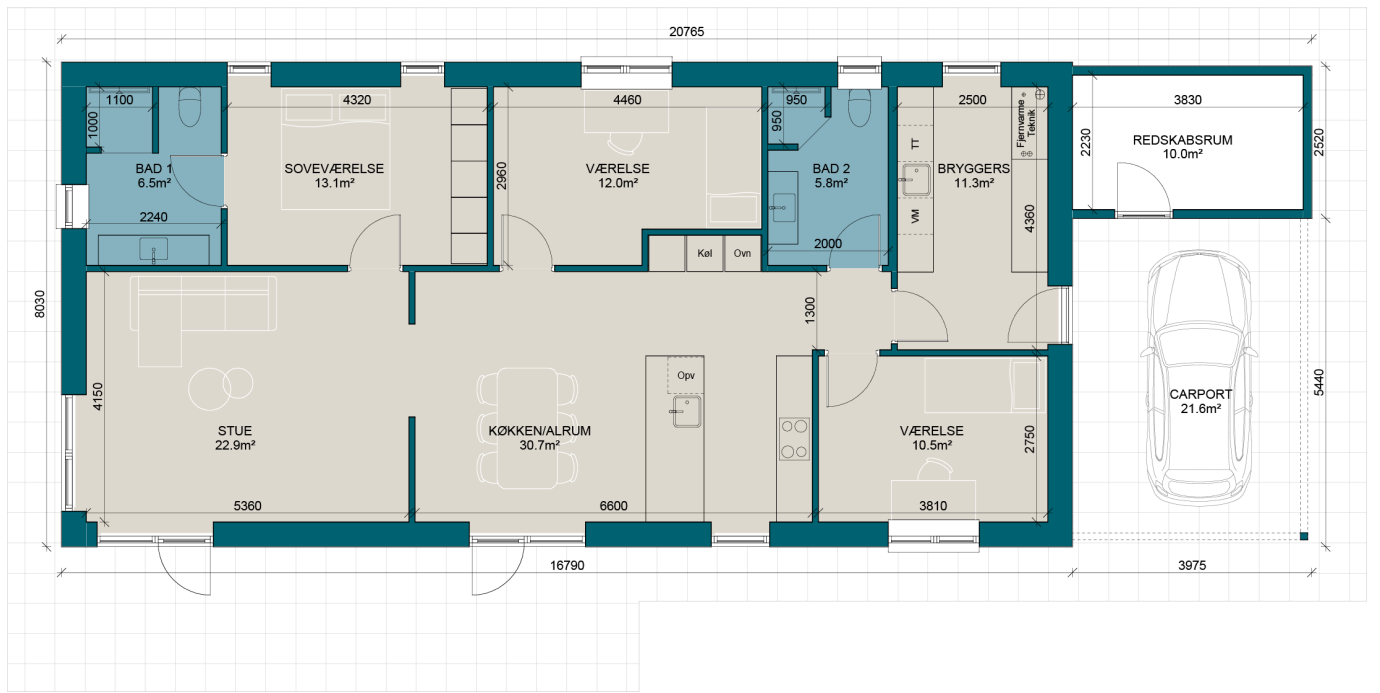 20765
1100
4320
4460
950
2500
Fjernvarme
Teknik
3830
1000
950
2230
2520
TT
REDSKABSRUM
10.0m²
BAD 1
6.5m²
SOVEVÆRELSE
13.1m²
2960
VÆRELSE
12.0m²
BAD 2
5.8m²
BRYGGERS
11.3m²
VM
4360
2240
2000
Køl
Ovn
8030
1300
4150
Opv
5440
CARPORT
21.6m²
STUE
22.9m²
KØKKEN/ALRUM
30.7m²
VÆRELSE
10.5m²
2750
5360
6600
3810
16790
3975